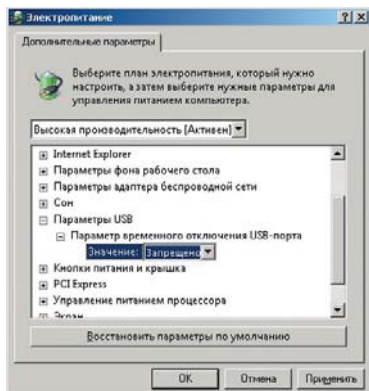 Электропитание
Дополнительные параметры
Выберите план электропитания, который нужно
настроить, а затем выберите нужные параметры для
управления питанием компьютера.
Высокая производительность [Активен]
Internet Explorer
Параметры фона рабочего стола
Параметры адаптера беспроводной сети
Сон
Параметры USB
Параметр временного отключения USB-порта
Значение: Запрещено
Кнопки питания и крышка
PCI Express
Управление питанием процессора
Экран
Восстановить параметры по умолчанию
ОК Отмена Применить